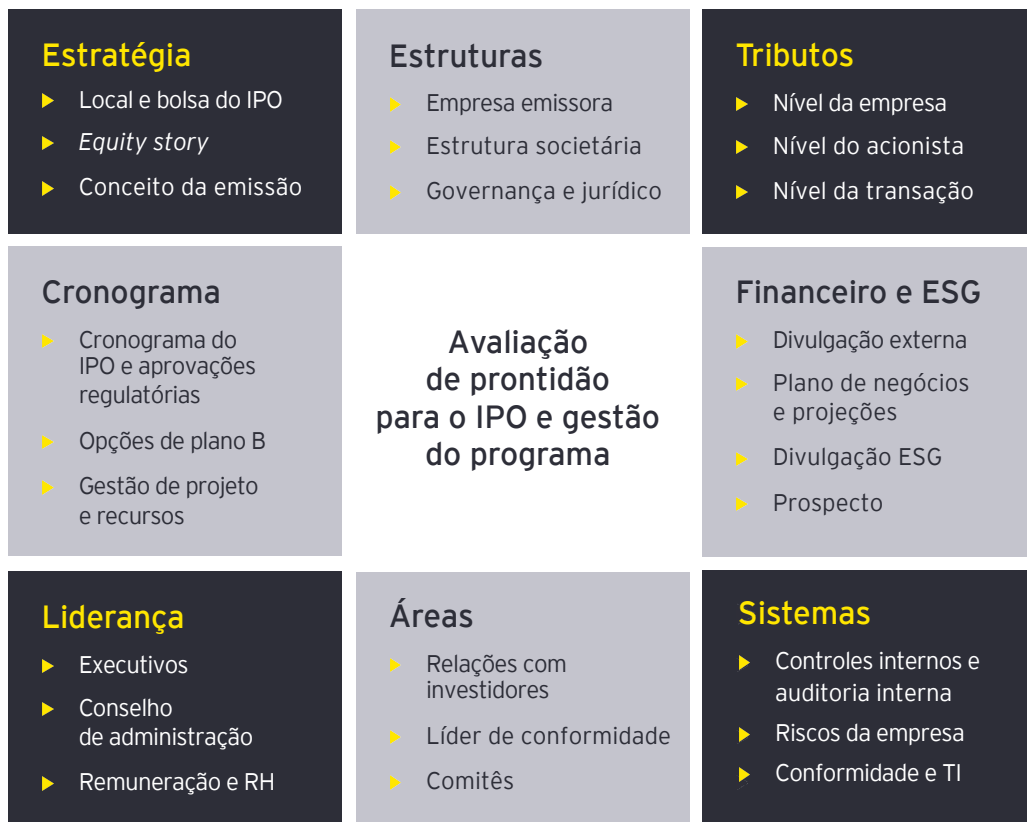 Estratégia
Local e bolsa do IPO
Equity story
Conceito da emissão
Estruturas
Empresa emissora
Estrutura societária
Governança e jurídico
Tributos
Nível da empresa
Nível do acionista
Nível da transação
Cronograma
Cronograma do
IPO e aprovações
regulatórias
Opções de plano B
Gestão de projeto
e recursos
Avaliação
de prontidão
para o IPO e gestão
do programa
Financeiro e ESG
Divulgação externa
Plano de negócios
e projeções
Divulgação ESG
Prospecto
Liderança
Executivos
Conselho
de administração
Remuneração e RH
Áreas
Relações com
investidores
Líder de conformidade
Comitês
Sistemas
Controles internos e
auditoria interna
Riscos da empresa
Conformidade e TI